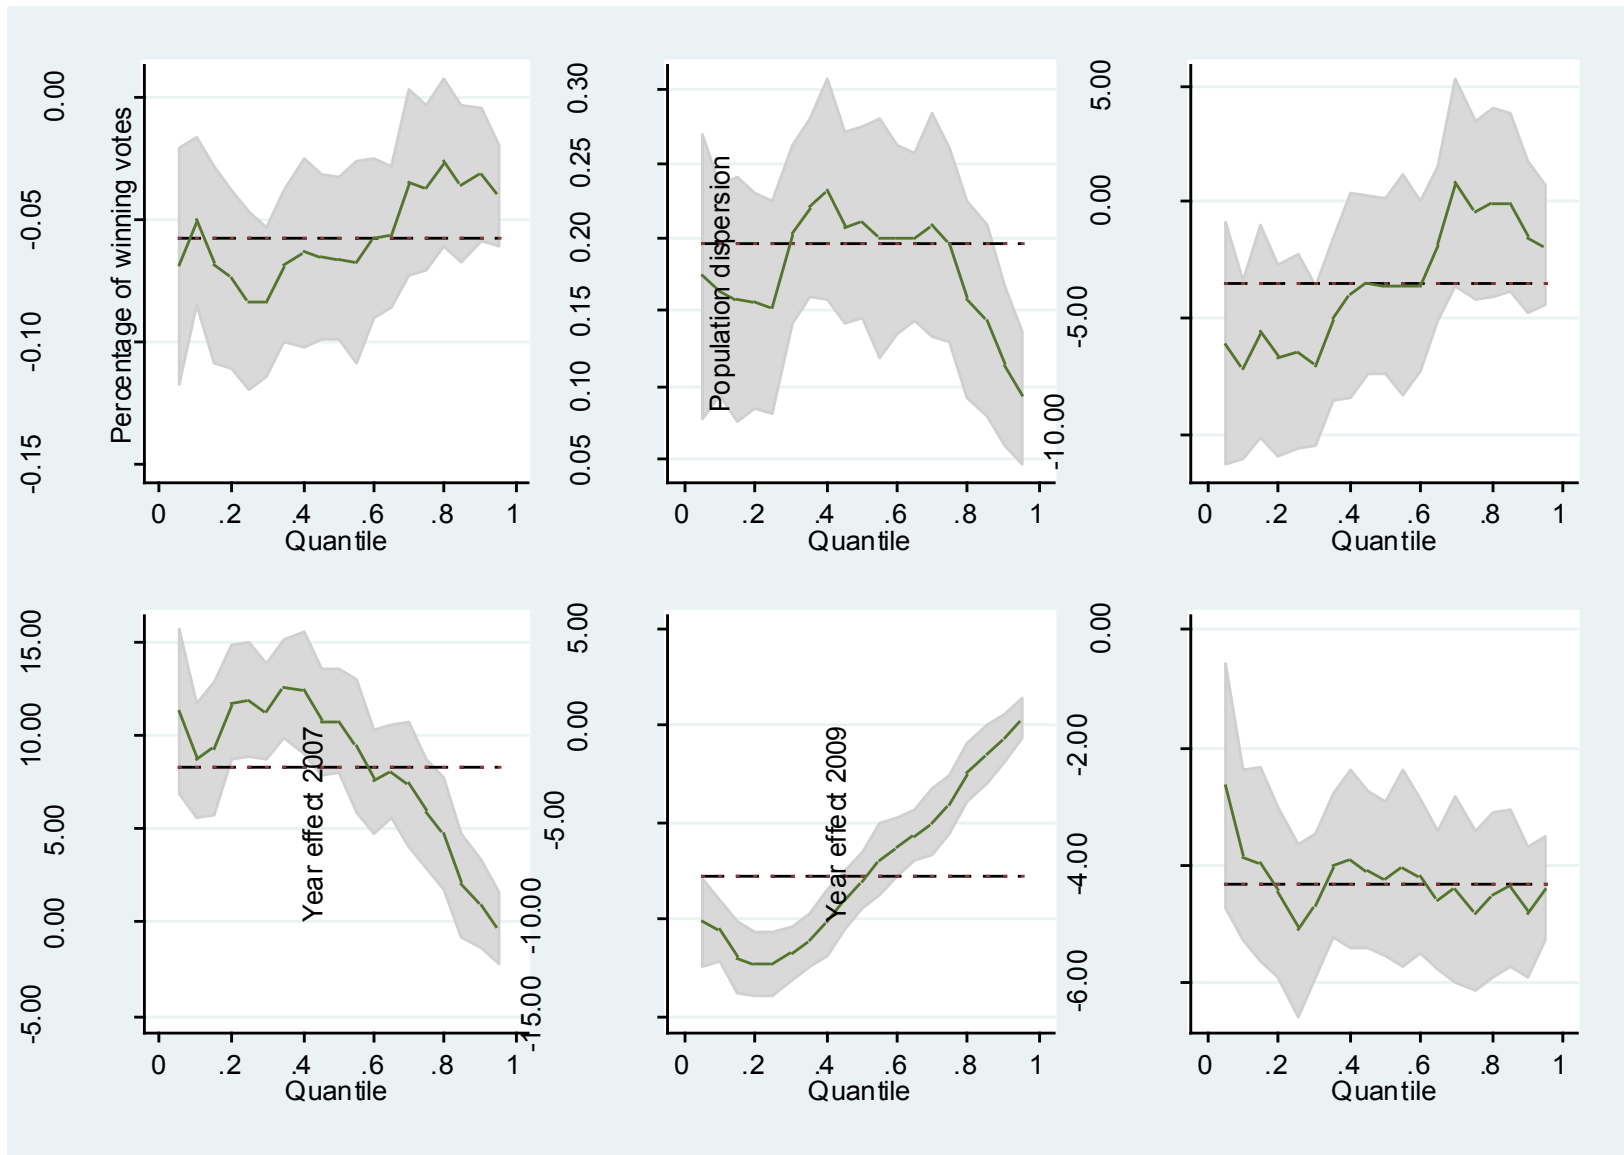 0.00
-0.05
-0.10
-0.15
Percentage of winning votes
0 .2 .4 .6 .8 1
Quantile
0.30
0.25
0.20
0.15
0.10
0.05
Population dispersion
0 .2 .4 .6 .8 1
Quantile
5.00
0.00
-5.00
-10.00
0 .2 .4 .6 .8 1
Quantile
15.00
10.00
5.00
0.00
-5.00
Year effect 2007
0 .2 .4 .6 .8 1
Quantile
5.00
0.00
-5.00
-10.00
-15.00
Year effect 2009
0 .2 .4 .6 .8 1
Quantile
0.00
-2.00
-4.00
-6.00
0 .2 .4 .6 .8 1
Quantile